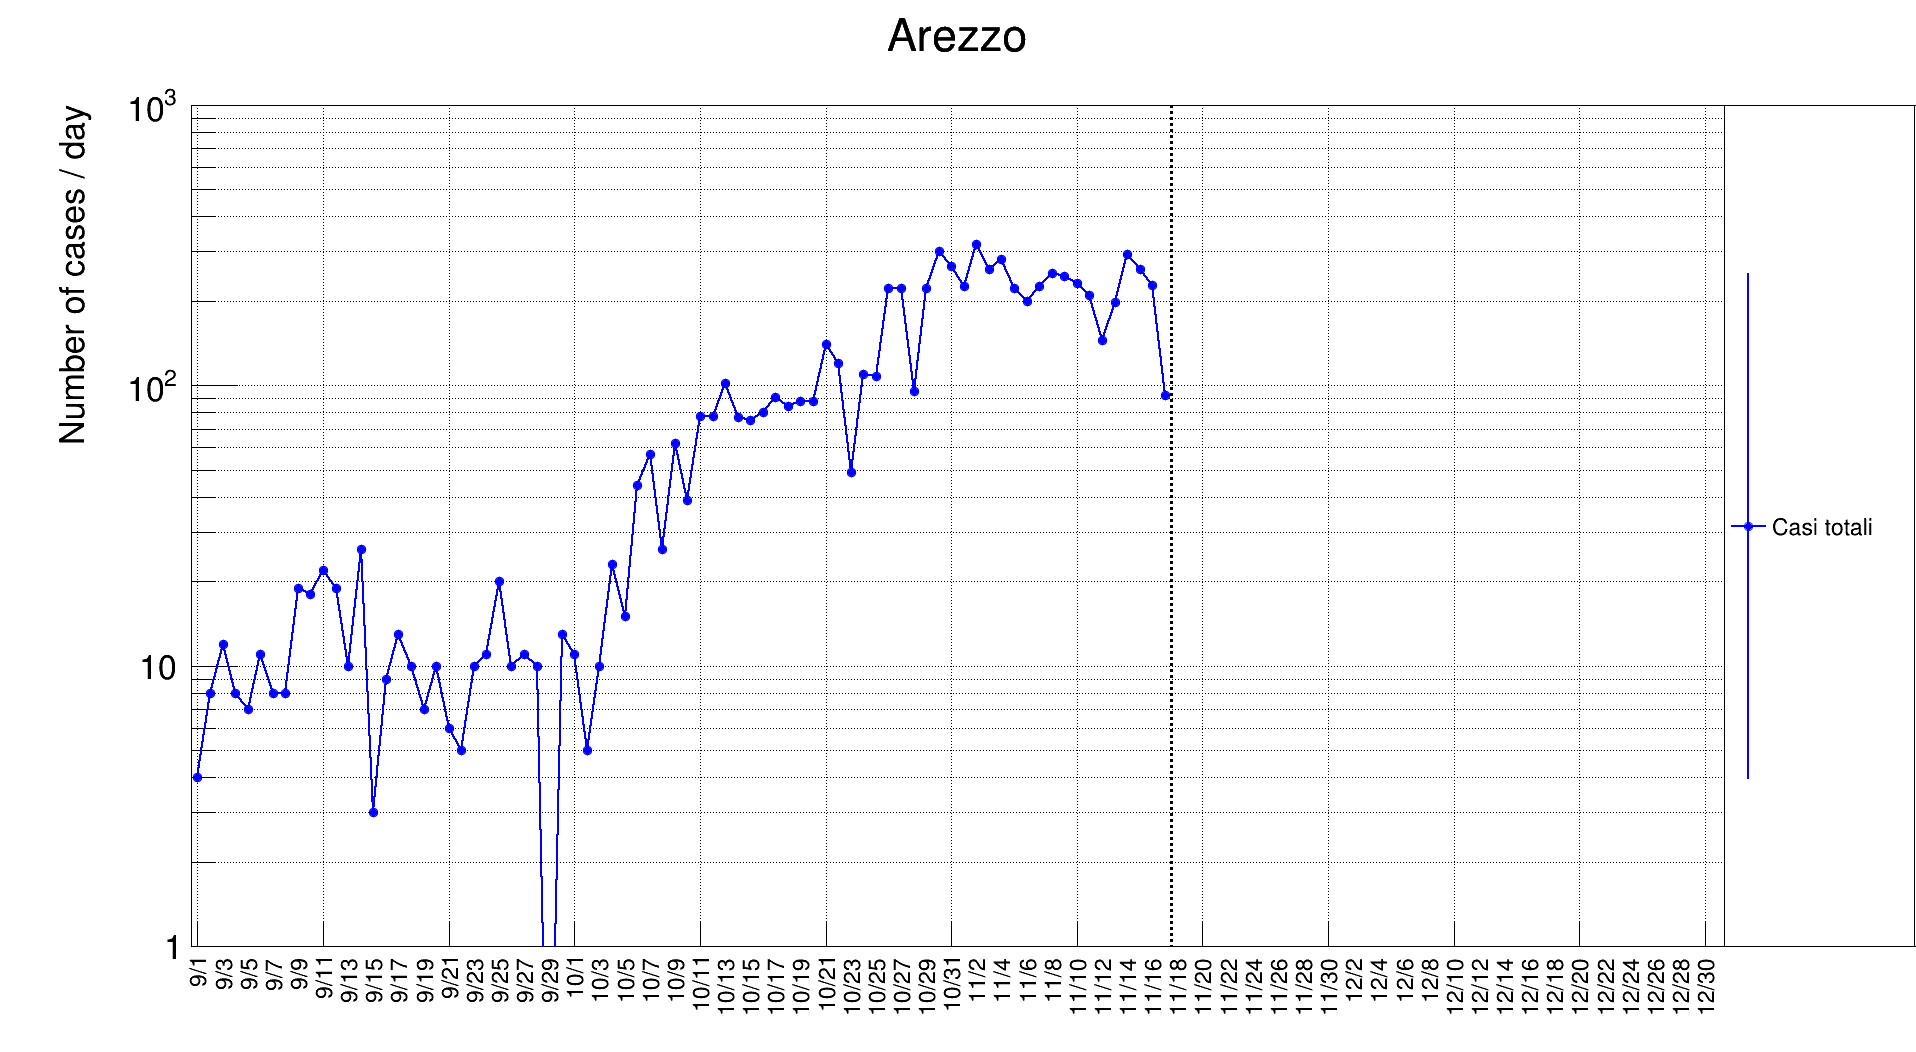 Arezzo
Number of cases / day
10³
10²
10
1
9/1 9/3 9/5 9/7 9/9 9/11 9/13 9/15 9/17 9/19 9/21 9/23 9/25 9/27 9/29 10/1 10/3 10/5 10/7 10/9 10/11 10/13 10/15 10/17 10/19 10/21 10/23 10/25 10/27 10/29 10/31 11/2 11/4 11/6 11/8 11/10 11/12 11/14 11/16 11/18 11/20 11/22 11/24 11/26 11/28 11/30 12/2 12/4 12/6 12/8 12/10 12/12 12/14 12/16 12/18 12/20 12/22 12/24 12/26 12/28 12/30
Casi totali